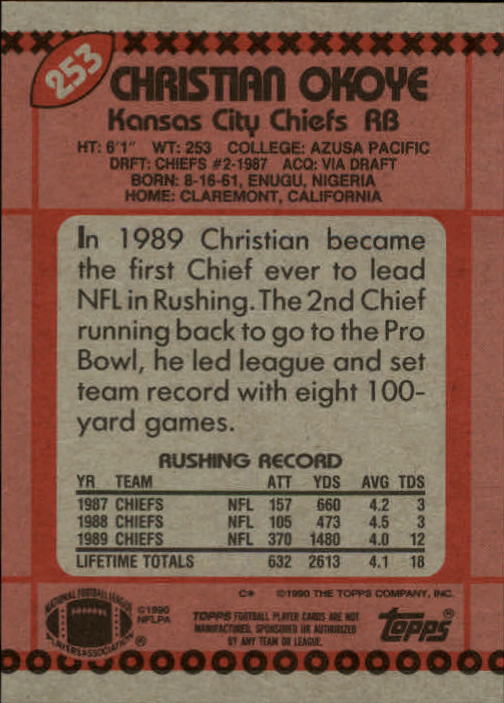 253
CHRISTIAN OKOYE
Kansas City Chiefs RB
HT: 6'1" WT: 253 COLLEGE: AZUSA PACIFIC
DRFT: CHIEFS #2-1987 ACQ: VIA DRAFT
BORN: 8-16-61, ENUGU, NIGERIA
HOME: CLAREMONT, CALIFORNIA
In 1989 Christian became
the first Chief ever to lead
NFL in Rushing. The 2nd Chief
running back to go to the Pro
Bowl, he led league and set
team record with eight 100-
yard games.
RUSHING RECORD
YR TEAM ATT YDS AVG TDS
1987 CHIEFS NFL 157 660 4.2 3
1988 CHIEFS NFL 105 473 4.5 3
1989 CHIEFS NFL 370 1480 4.0 12
LIFETIME TOTALS 632 2613 4.1 18
C* ©1990 THE TOPPS COMPANY, INC.
NATIONAL FOOTBALL LEAGUE
PLAYERS ASSOCIATION ®
©1990
NFLPA
TOPPS FOOTBALL PLAYER CARDS ARE NOT
MANUFACTURED, SPONSORED OR AUTHORIZED
BY ANY TEAM OR LEAGUE.
topps®